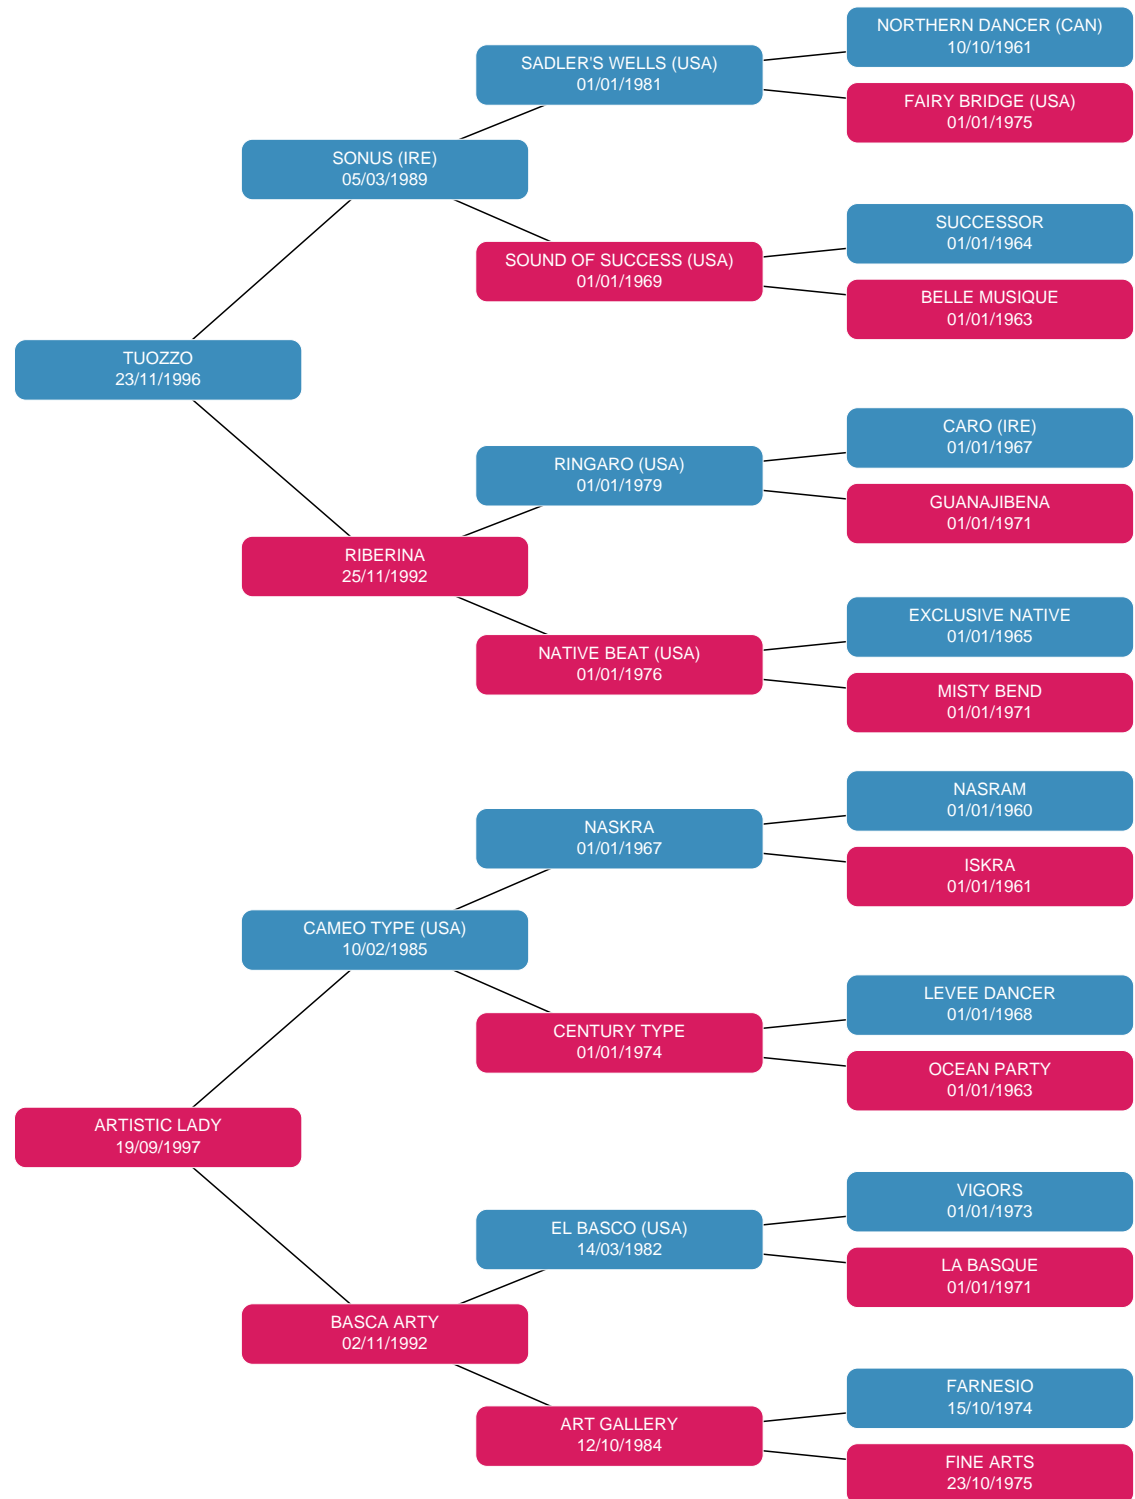 NORTHERN DANCER (CAN)
10/10/1961
SADLER'S WELLS (USA)
01/01/1981
FAIRY BRIDGE (USA)
01/01/1975
SONUS (IRE)
05/03/1989
SUCCESSOR
01/01/1964
SOUND OF SUCCESS (USA)
01/01/1969
BELLE MUSIQUE
01/01/1963
TUOZZO
23/11/1996
CARO (IRE)
01/01/1967
RINGARO (USA)
01/01/1979
GUANAJIBENA
01/01/1971
RIBERINA
25/11/1992
EXCLUSIVE NATIVE
01/01/1965
NATIVE BEAT (USA)
01/01/1976
MISTY BEND
01/01/1971
NASRAM
01/01/1960
NASKRA
01/01/1967
ISKRA
01/01/1961
CAMEO TYPE (USA)
10/02/1985
LEVEE DANCER
01/01/1968
CENTURY TYPE
01/01/1974
OCEAN PARTY
01/01/1963
ARTISTIC LADY
19/09/1997
VIGORS
01/01/1973
EL BASCO (USA)
14/03/1982
LA BASQUE
01/01/1971
BASCA ARTY
02/11/1992
FARNESIO
15/10/1974
ART GALLERY
12/10/1984
FINE ARTS
23/10/1975